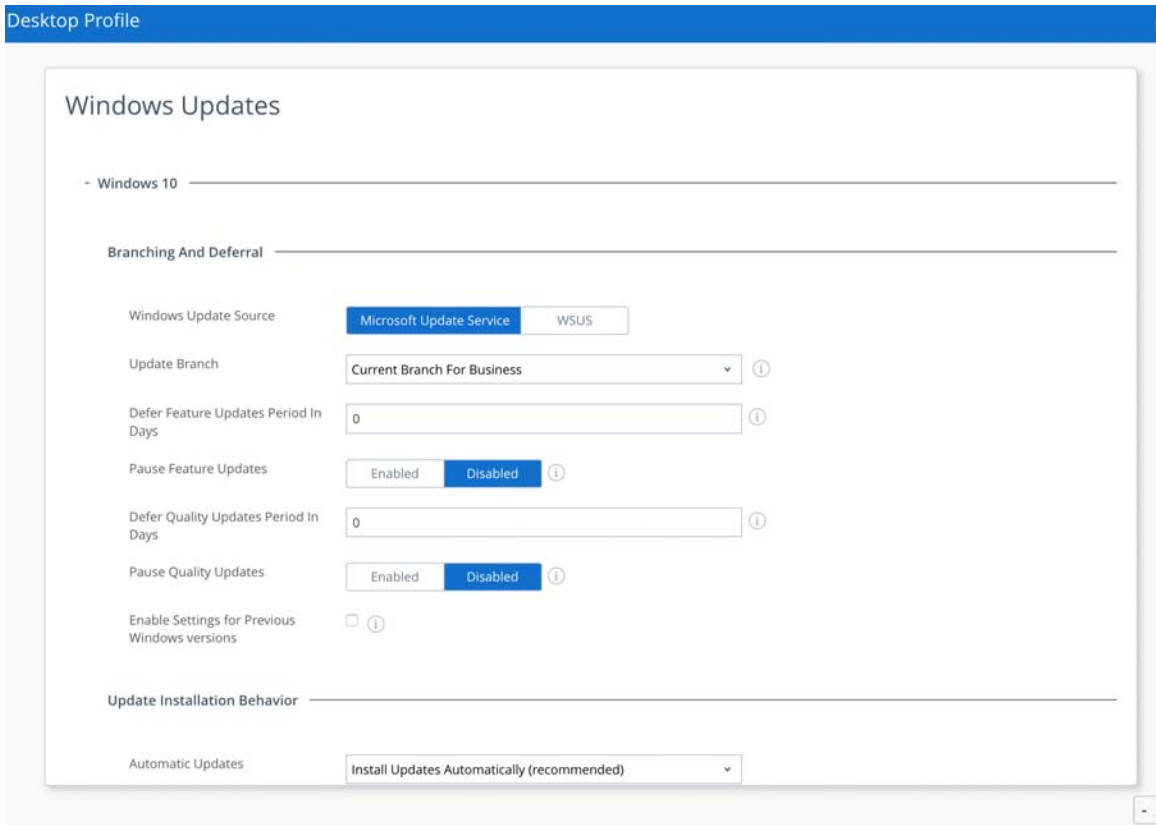 Desktop Profile
Windows Updates
- Windows 10
Branching And Deferral
Windows Update Source
Microsoft Update Service WSUS
Update Branch
Current Branch For Business
Defer Feature Updates Period In
Days
0
Pause Feature Updates
Enabled Disabled
Defer Quality Updates Period In
Days
0
Pause Quality Updates
Enabled Disabled
Enable Settings for Previous
Windows versions
Update Installation Behavior
Automatic Updates
Install Updates Automatically (recommended)